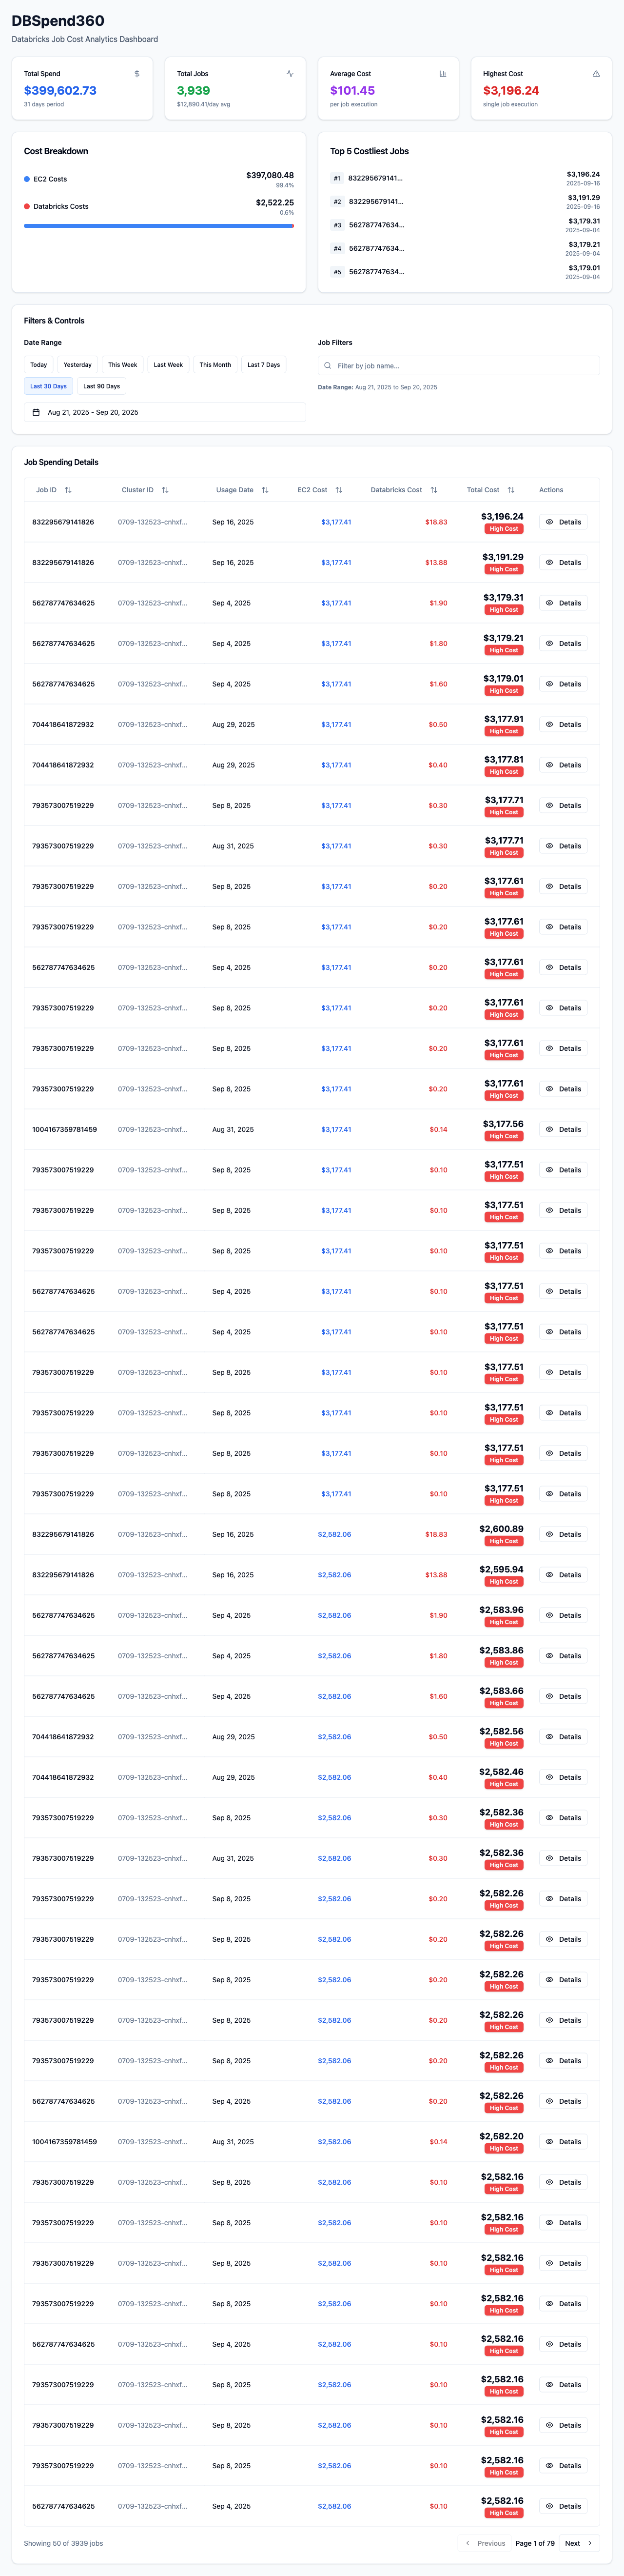 DBSpend360
Databricks Job Cost Analytics Dashboard
Total Spend
$399,602.73
31 days period
Total Jobs
3,939
$12,890.41/day avg
Average Cost
$101.45
per job execution
Highest Cost
$3,196.24
single job execution
Cost Breakdown
EC2 Costs $397,080.48
99.4%
Databricks Costs $2,522.25
0.6%
Top 5 Costliest Jobs
#1 832295679141... $3,196.24
2025-09-16
#2 832295679141... $3,191.29
2025-09-16
#3 562787747634... $3,179.31
2025-09-04
#4 562787747634... $3,179.21
2025-09-04
#5 562787747634... $3,179.01
2025-09-04
Filters & Controls
Date Range
Today Yesterday This Week Last Week This Month Last 7 Days
Last 30 Days Last 90 Days
Aug 21, 2025 - Sep 20, 2025
Job Filters
Filter by job name...
Date Range: Aug 21, 2025 to Sep 20, 2025
Job Spending Details
Job ID Cluster ID Usage Date EC2 Cost Databricks Cost Total Cost Actions
832295679141826 0709-132523-cnhxf... Sep 16, 2025 $3,177.41 $18.83 $3,196.24 High Cost Details
832295679141826 0709-132523-cnhxf... Sep 16, 2025 $3,177.41 $13.88 $3,191.29 High Cost Details
562787747634625 0709-132523-cnhxf... Sep 4, 2025 $3,177.41 $1.90 $3,179.31 High Cost Details
562787747634625 0709-132523-cnhxf... Sep 4, 2025 $3,177.41 $1.80 $3,179.21 High Cost Details
562787747634625 0709-132523-cnhxf... Sep 4, 2025 $3,177.41 $1.60 $3,179.01 High Cost Details
704418641872932 0709-132523-cnhxf... Aug 29, 2025 $3,177.41 $0.50 $3,177.91 High Cost Details
704418641872932 0709-132523-cnhxf... Aug 29, 2025 $3,177.41 $0.40 $3,177.81 High Cost Details
793573007519229 0709-132523-cnhxf... Sep 8, 2025 $3,177.41 $0.30 $3,177.71 High Cost Details
793573007519229 0709-132523-cnhxf... Aug 31, 2025 $3,177.41 $0.30 $3,177.71 High Cost Details
793573007519229 0709-132523-cnhxf... Sep 8, 2025 $3,177.41 $0.20 $3,177.61 High Cost Details
793573007519229 0709-132523-cnhxf... Sep 8, 2025 $3,177.41 $0.20 $3,177.61 High Cost Details
562787747634625 0709-132523-cnhxf... Sep 4, 2025 $3,177.41 $0.20 $3,177.61 High Cost Details
793573007519229 0709-132523-cnhxf... Sep 8, 2025 $3,177.41 $0.20 $3,177.61 High Cost Details
793573007519229 0709-132523-cnhxf... Sep 8, 2025 $3,177.41 $0.20 $3,177.61 High Cost Details
793573007519229 0709-132523-cnhxf... Sep 8, 2025 $3,177.41 $0.20 $3,177.61 High Cost Details
1004167359781459 0709-132523-cnhxf... Aug 31, 2025 $3,177.41 $0.14 $3,177.56 High Cost Details
793573007519229 0709-132523-cnhxf... Sep 8, 2025 $3,177.41 $0.10 $3,177.51 High Cost Details
793573007519229 0709-132523-cnhxf... Sep 8, 2025 $3,177.41 $0.10 $3,177.51 High Cost Details
793573007519229 0709-132523-cnhxf... Sep 8, 2025 $3,177.41 $0.10 $3,177.51 High Cost Details
562787747634625 0709-132523-cnhxf... Sep 4, 2025 $3,177.41 $0.10 $3,177.51 High Cost Details
562787747634625 0709-132523-cnhxf... Sep 4, 2025 $3,177.41 $0.10 $3,177.51 High Cost Details
793573007519229 0709-132523-cnhxf... Sep 8, 2025 $3,177.41 $0.10 $3,177.51 High Cost Details
793573007519229 0709-132523-cnhxf... Sep 8, 2025 $3,177.41 $0.10 $3,177.51 High Cost Details
793573007519229 0709-132523-cnhxf... Sep 8, 2025 $3,177.41 $0.10 $3,177.51 High Cost Details
793573007519229 0709-132523-cnhxf... Sep 8, 2025 $3,177.41 $0.10 $3,177.51 High Cost Details
832295679141826 0709-132523-cnhxf... Sep 16, 2025 $2,582.06 $18.83 $2,600.89 High Cost Details
832295679141826 0709-132523-cnhxf... Sep 16, 2025 $2,582.06 $13.88 $2,595.94 High Cost Details
562787747634625 0709-132523-cnhxf... Sep 4, 2025 $2,582.06 $1.90 $2,583.96 High Cost Details
562787747634625 0709-132523-cnhxf... Sep 4, 2025 $2,582.06 $1.80 $2,583.86 High Cost Details
562787747634625 0709-132523-cnhxf... Sep 4, 2025 $2,582.06 $1.60 $2,583.66 High Cost Details
704418641872932 0709-132523-cnhxf... Aug 29, 2025 $2,582.06 $0.50 $2,582.56 High Cost Details
704418641872932 0709-132523-cnhxf... Aug 29, 2025 $2,582.06 $0.40 $2,582.46 High Cost Details
793573007519229 0709-132523-cnhxf... Sep 8, 2025 $2,582.06 $0.30 $2,582.36 High Cost Details
793573007519229 0709-132523-cnhxf... Aug 31, 2025 $2,582.06 $0.30 $2,582.36 High Cost Details
793573007519229 0709-132523-cnhxf... Sep 8, 2025 $2,582.06 $0.20 $2,582.26 High Cost Details
793573007519229 0709-132523-cnhxf... Sep 8, 2025 $2,582.06 $0.20 $2,582.26 High Cost Details
793573007519229 0709-132523-cnhxf... Sep 8, 2025 $2,582.06 $0.20 $2,582.26 High Cost Details
793573007519229 0709-132523-cnhxf... Sep 8, 2025 $2,582.06 $0.20 $2,582.26 High Cost Details
793573007519229 0709-132523-cnhxf... Sep 8, 2025 $2,582.06 $0.20 $2,582.26 High Cost Details
562787747634625 0709-132523-cnhxf... Sep 4, 2025 $2,582.06 $0.20 $2,582.26 High Cost Details
1004167359781459 0709-132523-cnhxf... Aug 31, 2025 $2,582.06 $0.14 $2,582.20 High Cost Details
793573007519229 0709-132523-cnhxf... Sep 8, 2025 $2,582.06 $0.10 $2,582.16 High Cost Details
793573007519229 0709-132523-cnhxf... Sep 8, 2025 $2,582.06 $0.10 $2,582.16 High Cost Details
793573007519229 0709-132523-cnhxf... Sep 8, 2025 $2,582.06 $0.10 $2,582.16 High Cost Details
793573007519229 0709-132523-cnhxf... Sep 8, 2025 $2,582.06 $0.10 $2,582.16 High Cost Details
562787747634625 0709-132523-cnhxf... Sep 4, 2025 $2,582.06 $0.10 $2,582.16 High Cost Details
793573007519229 0709-132523-cnhxf... Sep 8, 2025 $2,582.06 $0.10 $2,582.16 High Cost Details
793573007519229 0709-132523-cnhxf... Sep 8, 2025 $2,582.06 $0.10 $2,582.16 High Cost Details
793573007519229 0709-132523-cnhxf... Sep 8, 2025 $2,582.06 $0.10 $2,582.16 High Cost Details
562787747634625 0709-132523-cnhxf... Sep 4, 2025 $2,582.06 $0.10 $2,582.16 High Cost Details
Showing 50 of 3939 jobs Previous Page 1 of 79 Next